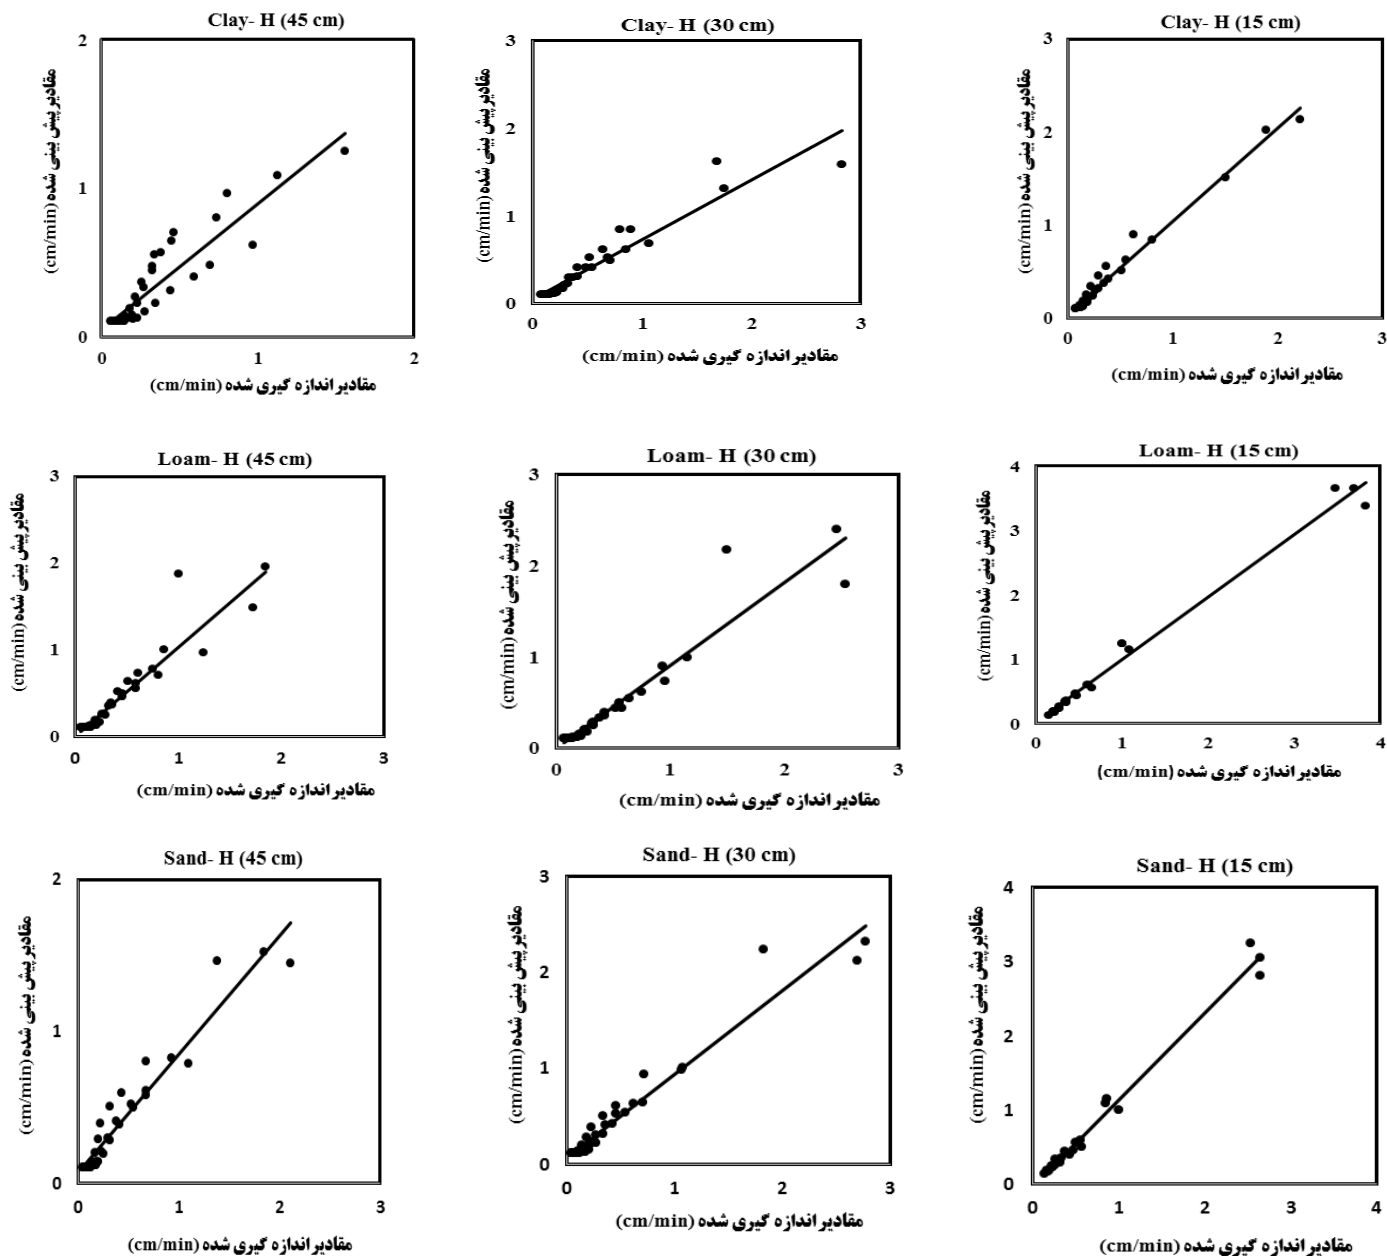 Clay- H (45 cm)
2
1
0
0
1
2
مقادیر پیش بینی شده (cm/min)
مقادیر اندازه گیری شده (cm/min)
Clay- H (30 cm)
3
2
1
0
0
1
2
3
مقادیر پیش بینی شده (cm/min)
مقادیر اندازه گیری شده (cm/min)
Clay- H (15 cm)
3
2
1
0
0
1
2
3
مقادیر پیش بینی شده (cm/min)
مقادیر اندازه گیری شده (cm/min)
Loam- H (45 cm)
3
2
1
0
0
1
2
3
مقادیر پیش بینی شده (cm/min)
مقادیر اندازه گیری شده (cm/min)
Loam- H (30 cm)
3
2
1
0
0
1
2
3
مقادیر پیش بینی شده (cm/min)
مقادیر اندازه گیری شده (cm/min)
Loam- H (15 cm)
4
3
2
1
0
0
1
2
3
4
مقادیر پیش بینی شده (cm/min)
مقادیر اندازه گیری شده (cm/min)
Sand- H (45 cm)
2
1
0
0
1
2
3
مقادیر پیش بینی شده (cm/min)
مقادیر اندازه گیری شده (cm/min)
Sand- H (30 cm)
3
2
1
0
0
1
2
3
مقادیر پیش بینی شده (cm/min)
مقادیر اندازه گیری شده (cm/min)
Sand- H (15 cm)
4
3
2
1
0
0
1
2
3
4
مقادیر پیش بینی شده (cm/min)
مقادیر اندازه گیری شده (cm/min)